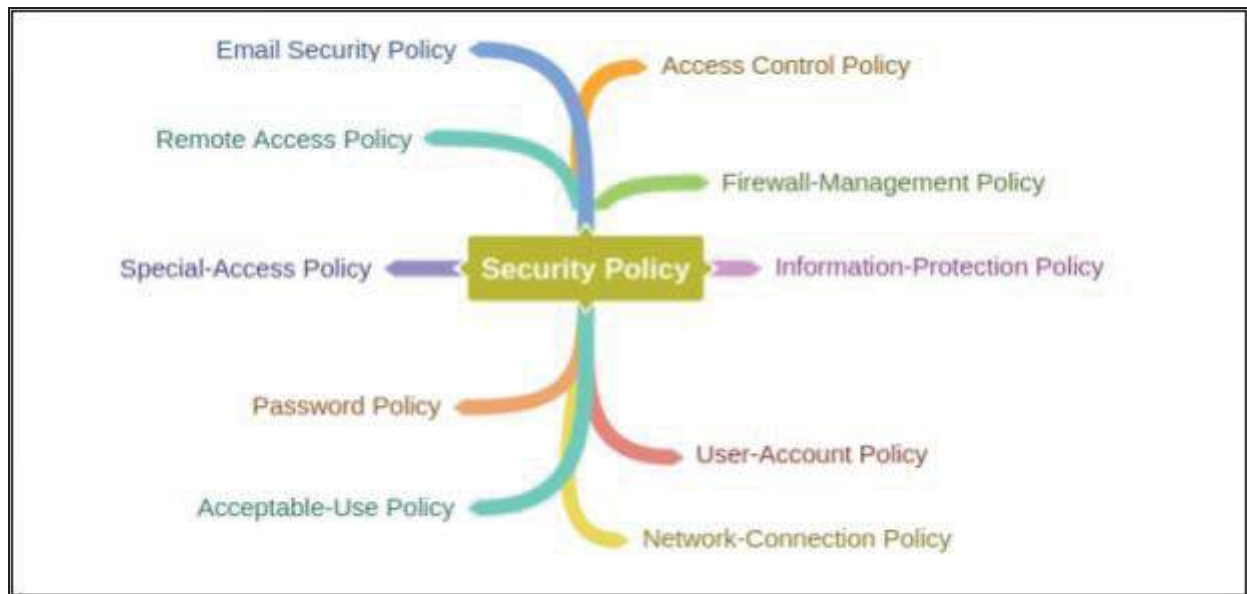 Email Security Policy
Access Control Policy
Remote Access Policy
Firewall-Management Policy
Special-Access Policy
Security Policy
Information-Protection Policy
Password Policy
User-Account Policy
Acceptable-Use Policy
Network-Connection Policy